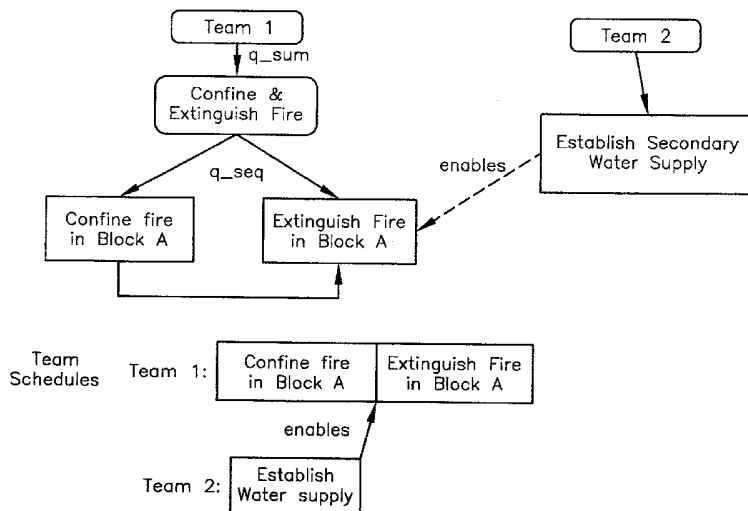 Team 1
Team 2
q_sum
Confine &
Extinguish Fire
Establish Secondary
Water Supply
enables
q_seq
Confine fire
in Block A
Extinguish Fire
in Block A
Team
Schedules
Team 1:
Confine fire
in Block A
Extinguish Fire
in Block A
enables
Team 2:
Establish
Water supply